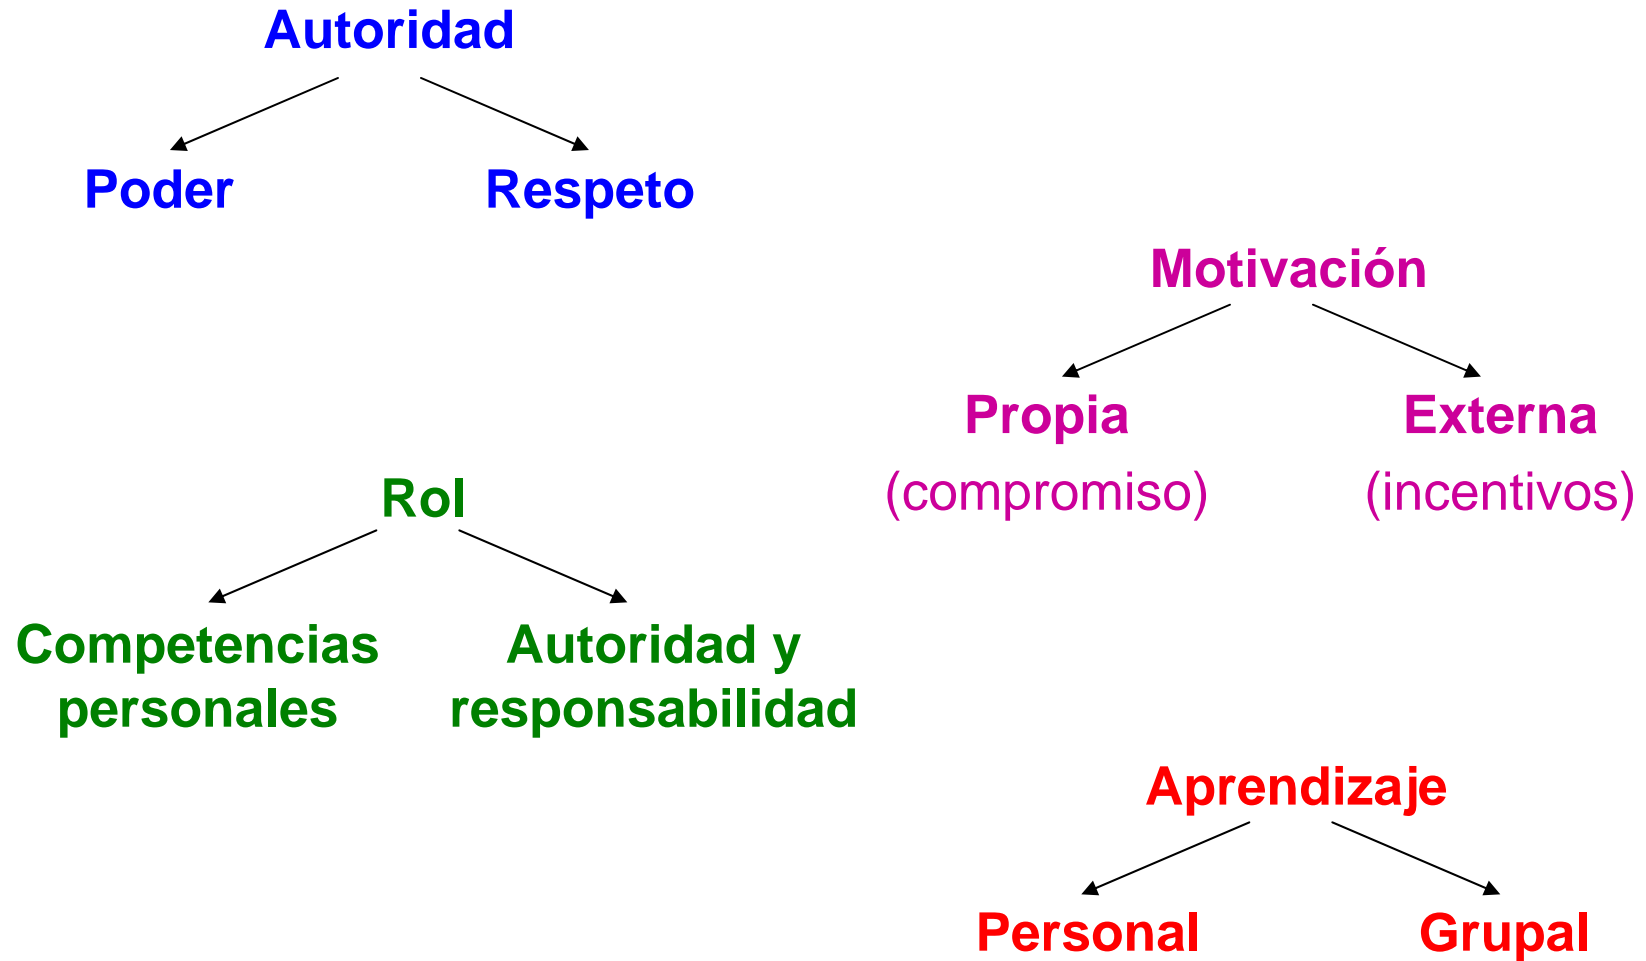 Autoridad
Poder
Respeto
Motivación
Propia
Externa
(compromiso)
(incentivos)
Rol
Competencias
personales
Autoridad y
responsabilidad
Aprendizaje
Personal
Grupal